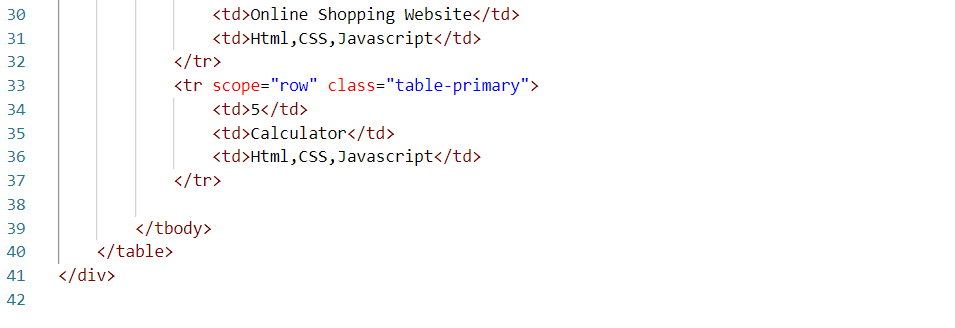 30 <td>Online Shopping Website</td>
31 <td>Html,CSS,Javascript</td>
32 </tr>
33 <tr scope="row" class="table-primary">
34 <td>5</td>
35 <td>Calculator</td>
36 <td>Html,CSS,Javascript</td>
37 </tr>
38
39 </tbody>
40 </table>
41 </div>
42